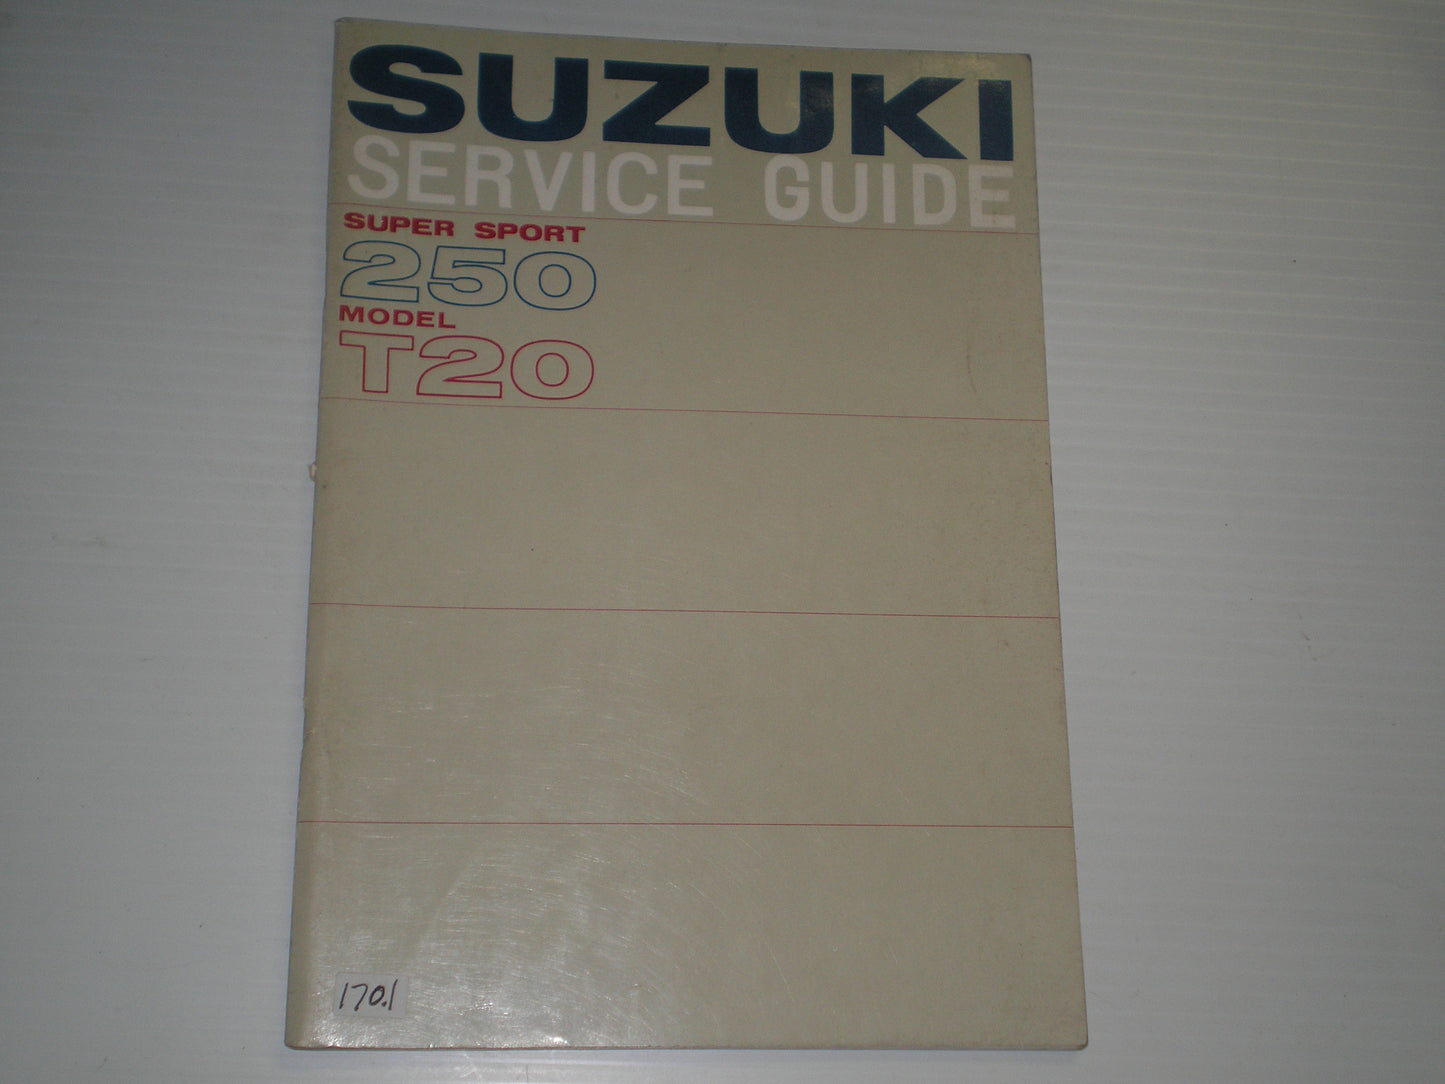 SUZUKI
SERVICE GUIDE
SUPER SPORT
250
MODEL
T20
170.1